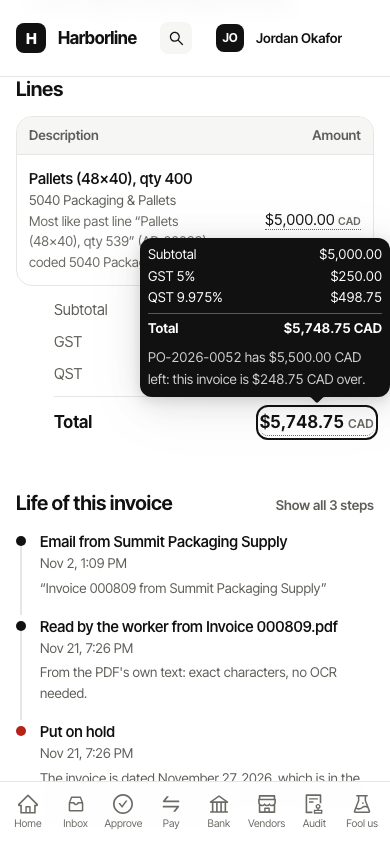 H Harborline JO Jordan Okafor
Lines
Description Amount
Pallets (48×40), qty 400
5040 Packaging & Pallets
Most like past line “Pallets $5,000.00 CAD
(48×40), qty 539”
coded 5040
Subtotal $5,000.00
GST 5% $250.00
QST 9.975% $498.75
Total $5,748.75 CAD
PO-2026-0052 has $5,500.00 CAD
left: this invoice is $248.75 CAD over.
Subtotal
GST
QST
Total $5,748.75 CAD
Life of this invoice Show all 3 steps
Email from Summit Packaging Supply
Nov 2, 1:09 PM
“Invoice 000809 from Summit Packaging Supply”
Read by the worker from Invoice 000809.pdf
Nov 21, 7:26 PM
From the PDF's own text: exact characters, no OCR
needed.
Put on hold
Nov 21, 7:26 PM
The invoice is dated November 27, 2026, which is in the
Home Inbox Approve Pay Bank Vendors Audit Fool us